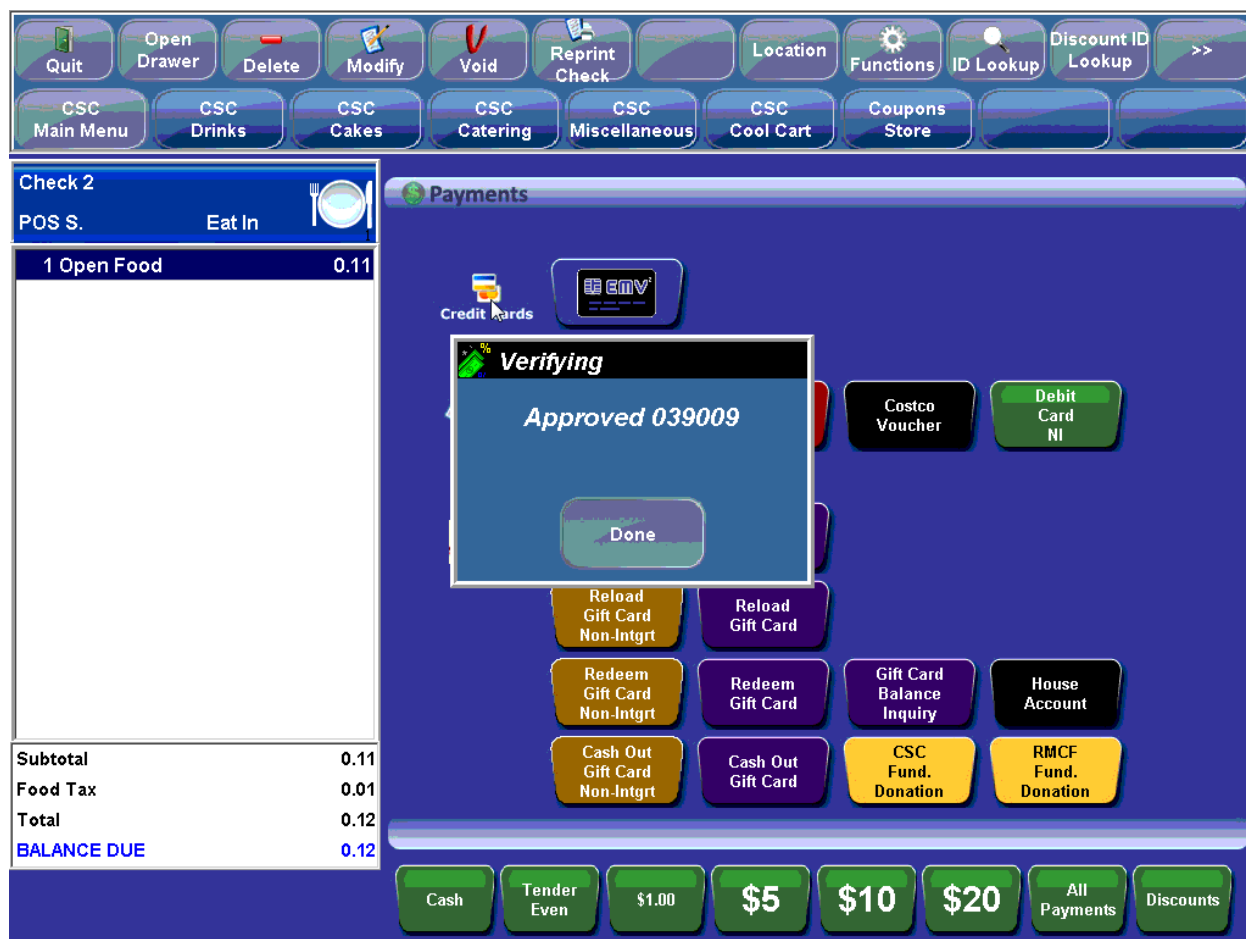 Quit
Open
Drawer
Delete
Modify
Void
Reprint
Check
Location
Functions
ID Lookup
Discount ID
Lookup
>>
CSC
Main Menu
CSC
Drinks
CSC
Cakes
CSC
Catering
CSC
Miscellaneous
CSC
Cool Cart
Coupons
Store
Check 2
POS S. Eat In
1 Open Food 0.11
Subtotal 0.11
Food Tax 0.01
Total 0.12
BALANCE DUE 0.12
Payments
Credit
EMV
Verifying
Approved 039009
Done
Costco
Voucher
Debit
Card
NI
Reload
Gift Card
Non-Intgrt
Reload
Gift Card
Redeem
Gift Card
Non-Intgrt
Redeem
Gift Card
Gift Card
Balance
Inquiry
House
Account
Cash Out
Gift Card
Non-Intgrt
Cash Out
Gift Card
CSC
Fund.
Donation
RMCF
Fund.
Donation
Cash
Tender
Even
$1.00
$5
$10
$20
All
Payments
Discounts